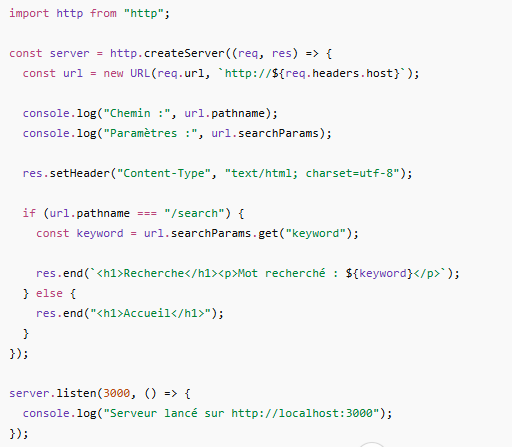 import http from "http";

const server = http.createServer((req, res) => {
  const url = new URL(req.url, `http://${req.headers.host}`);

  console.log("Chemin :", url.pathname);
  console.log("Paramètres :", url.searchParams);

  res.setHeader("Content-Type", "text/html; charset=utf-8");

  if (url.pathname === "/search") {
    const keyword = url.searchParams.get("keyword");

    res.end(`<h1>Recherche</h1><p>Mot recherché : ${keyword}</p>`);
  } else {
    res.end("<h1>Accueil</h1>");
  }
});

server.listen(3000, () => {
  console.log("Serveur lancé sur http://localhost:3000");
});